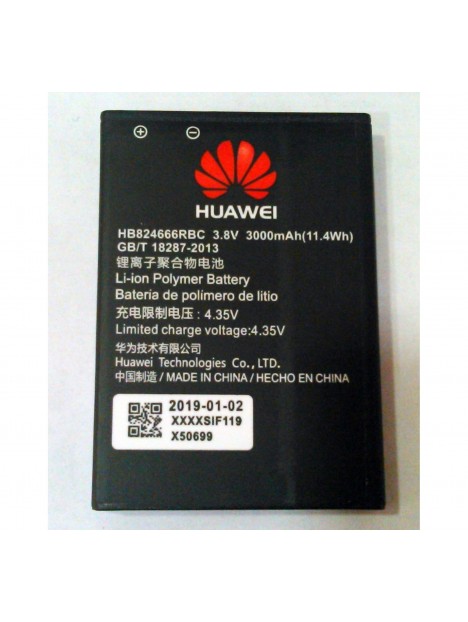 + -
HUAWEI
HB824666RBC 3.8V 3000mAh(11.4Wh)
GB/T 18287-2013
锂离子聚合物电池
Li-ion Polymer Battery
Batería de polímero de litio
充电限制电压: 4.35V
Limited charge voltage: 4.35V
华为技术有限公司
Huawei Technologies Co., LTD.
中国制造 / MADE IN CHINA / HECHO EN CHINA
2019-01-02
XXXXSIF119
X50699